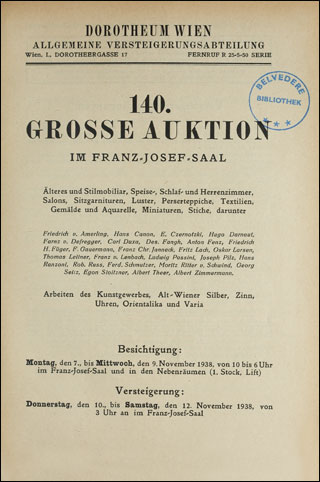 DOROTHEUM WIEN
ALLGEMEINE VERSTEIGERUNGSABTEILUNG
Wien, I., DOROTHEERGASSE 17 FERNRUF R 25-5-50 SERIE
BELVEDERE
BIBLIOTHEK
140.
GROSSE AUKTION
IM FRANZ-JOSEF-SAAL
Älteres und Stilmobiliar, Speise-, Schlaf- und Herrenzimmer,
Salons, Sitzgarnituren, Luster, Perserteppiche, Textilien,
Gemälde und Aquarelle, Miniaturen, Stiche, darunter
Friedrich v. Amerling, Hans Canon, E. Czernotzki, Hugo Darnaut,
Franz v. Defregger, Carl Daxa, Des. Fangh, Anton Fenz, Friedrich
H. Füger, F. Gauermann, Franz Chr. Janneck, Fritz Lach, Oskar Larsen,
Thomas Leitner, Franz v. Lenbach, Ludwig Passini, Joseph Pilz, Hans
Ranzoni, Rob. Russ, Ferd. Schmutzer, Moritz Ritter v. Schwind, Georg
Seitz, Egon Stoitzner, Albert Theer, Albert Zimmermann.
Arbeiten des Kunstgewerbes, Alt-Wiener Silber, Zinn,
Uhren, Orientalika und Varia
Besichtigung:
Montag, den 7., bis Mittwoch, den 9. November 1938, von 10 bis 6 Uhr
im Franz-Josef-Saal und in den Nebenräumen (I. Stock, Lift)
Versteigerung:
Donnerstag, den 10., bis Samstag, den 12. November 1938, von
3 Uhr an im Franz-Josef-Saal